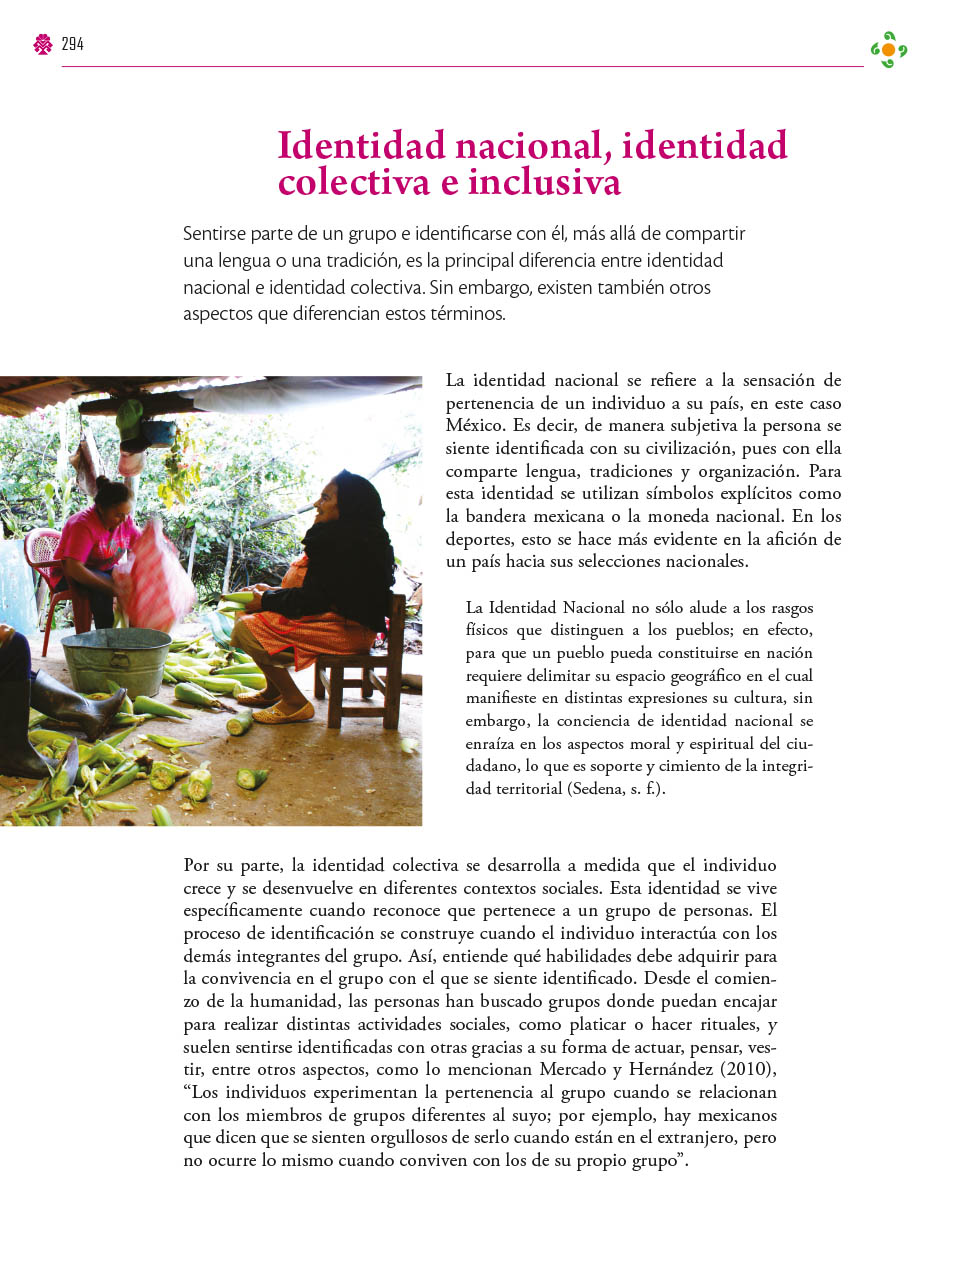 294
Identidad nacional, identidad
colectiva e inclusiva
Sentirse parte de un grupo e identificarse con él, más allá de compartir
una lengua o una tradición, es la principal diferencia entre identidad
nacional e identidad colectiva. Sin embargo, existen también otros
aspectos que diferencian estos términos.
La identidad nacional se refiere a la sensación de
pertenencia de un individuo a su país, en este caso
México. Es decir, de manera subjetiva la persona se
siente identificada con su civilización, pues con ella
comparte lengua, tradiciones y organización. Para
esta identidad se utilizan símbolos explícitos como
la bandera mexicana o la moneda nacional. En los
deportes, esto se hace más evidente en la afición de
un país hacia sus selecciones nacionales.
La Identidad Nacional no sólo alude a los rasgos
físicos que distinguen a los pueblos; en efecto,
para que un pueblo pueda constituirse en nación
requiere delimitar su espacio geográfico en el cual
manifieste en distintas expresiones su cultura, sin
embargo, la conciencia de identidad nacional se
enraíza en los aspectos moral y espiritual del ciu-
dadano, lo que es soporte y cimiento de la integri-
dad territorial (Sedena, s. f.).
Por su parte, la identidad colectiva se desarrolla a medida que el individuo
crece y se desenvuelve en diferentes contextos sociales. Esta identidad se vive
específicamente cuando reconoce que pertenece a un grupo de personas. El
proceso de identificación se construye cuando el individuo interactúa con los
demás integrantes del grupo. Así, entiende qué habilidades debe adquirir para
la convivencia en el grupo con el que se siente identificado. Desde el comien-
zo de la humanidad, las personas han buscado grupos donde puedan encajar
para realizar distintas actividades sociales, como platicar o hacer rituales, y
suelen sentirse identificadas con otras gracias a su forma de actuar, pensar, ves-
tir, entre otros aspectos, como lo mencionan Mercado y Hernández (2010),
“Los individuos experimentan la pertenencia al grupo cuando se relacionan
con los miembros de grupos diferentes al suyo; por ejemplo, hay mexicanos
que dicen que se sienten orgullosos de serlo cuando están en el extranjero, pero
no ocurre lo mismo cuando conviven con los de su propio grupo”.